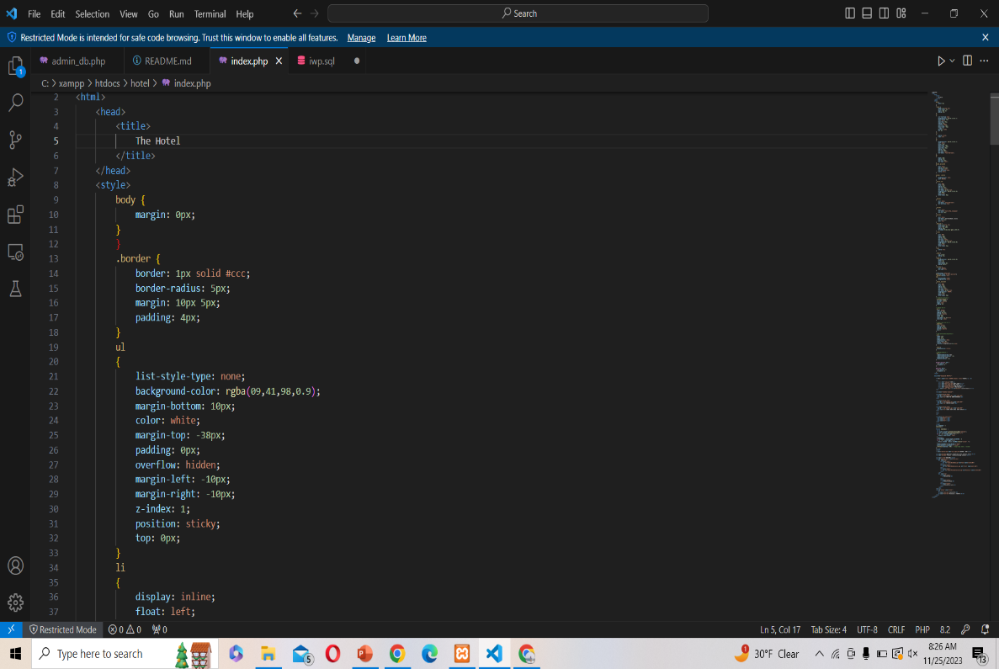 File Edit Selection View Go Run Terminal Help Search
Restricted Mode is intended for safe code browsing. Trust this window to enable all features. Manage Learn More
admin_db.php README.md index.php iwp.sql
C: > xampp > htdocs > hotel > index.php
2 <html>
3 <head>
4 <title>
5 The Hotel
6 </title>
7 </head>
8 <style>
9 body {
10 margin: 0px;
11 }
12 }
13 .border {
14 border: 1px solid #ccc;
15 border-radius: 5px;
16 margin: 10px 5px;
17 padding: 4px;
18 }
19 ul
20 {
21 list-style-type: none;
22 background-color: rgba(09,41,98,0.9);
23 margin-bottom: 10px;
24 color: white;
25 margin-top: -38px;
26 padding: 0px;
27 overflow: hidden;
28 margin-left: -10px;
29 margin-right: -10px;
30 z-index: 1;
31 position: sticky;
32 top: 0px;
33 }
34 li
35 {
36 display: inline;
37 float: left;
1
Restricted Mode 0 0 0 Ln 5, Col 17 Tab Size: 4 UTF-8 CRLF PHP 8.2
Type here to search 5 1 30°F Clear 8:26 AM
11/25/2023 13